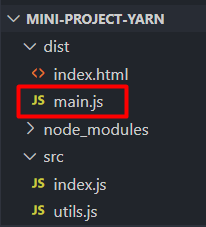 MINI-PROJECT-YARN
dist
<> index.html
JS main.js
node_modules
src
JS index.js
JS utils.js